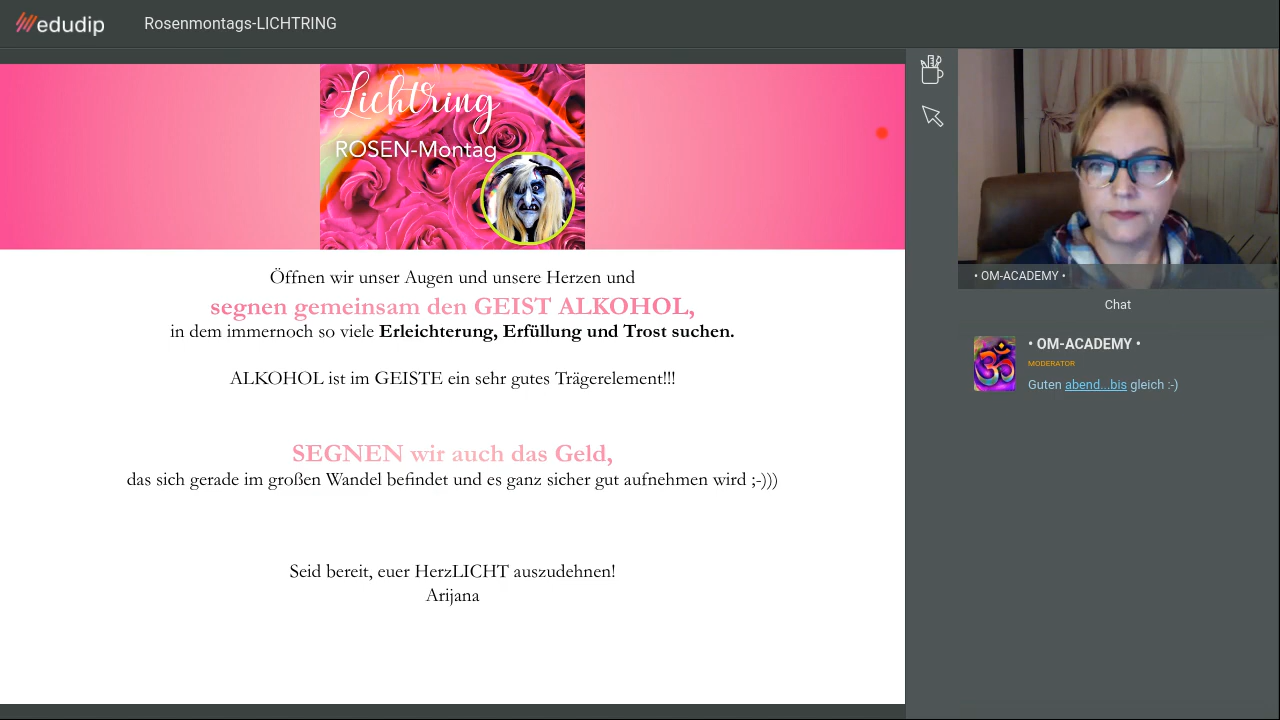 edudip
Rosenmontags-LICHTRING
Lichtring
ROSEN-Montag
Öffnen wir unser Augen und unsere Herzen und
segnen gemeinsam den GEIST ALKOHOL,
in dem immernoch so viele Erleichterung, Erfüllung und Trost suchen.
ALKOHOL ist im GEISTE ein sehr gutes Trägerelement!!!
SEGNEN wir auch das Geld,
das sich gerade im großen Wandel befindet und es ganz sicher gut aufnehmen wird ;-)))
Seid bereit, euer HerzLICHT auszudehnen!
Arijana
• OM-ACADEMY •
Chat
• OM-ACADEMY •
MODERATOR
Guten abend...bis gleich :-)